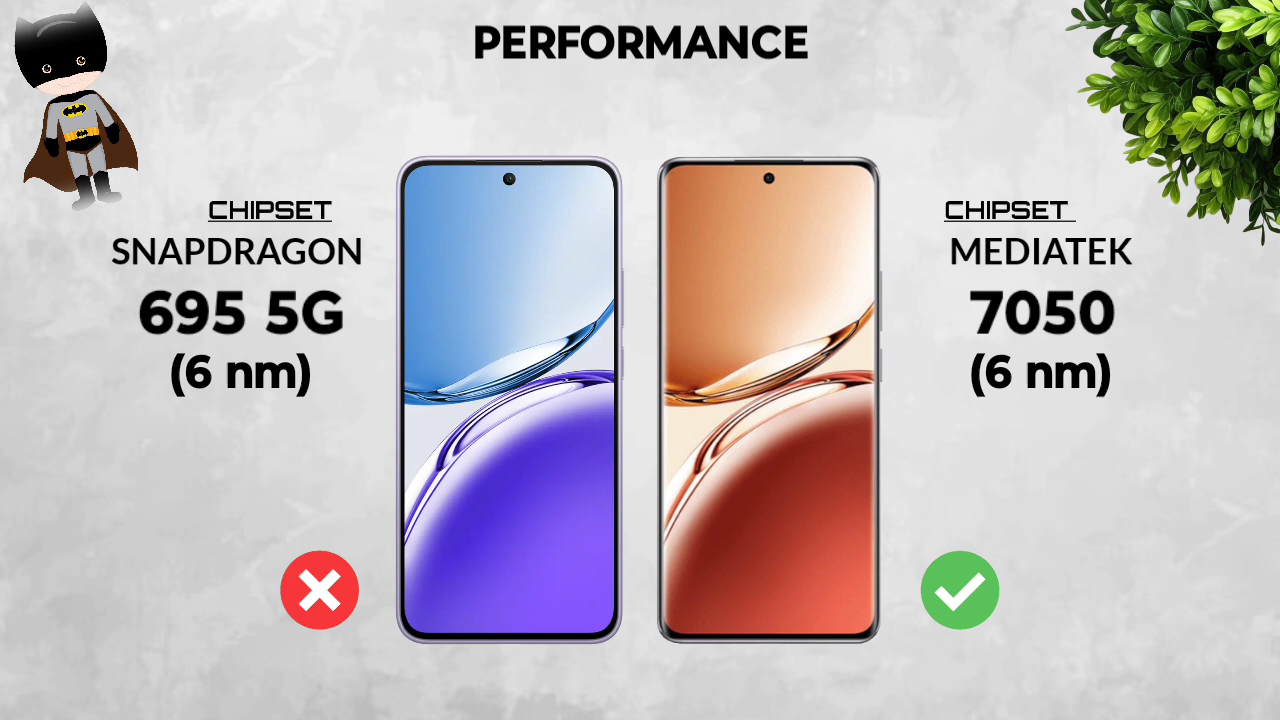 PERFORMANCE
CHIPSET
SNAPDRAGON
695 5G
(6 nm)
CHIPSET
MEDIATEK
7050
(6 nm)